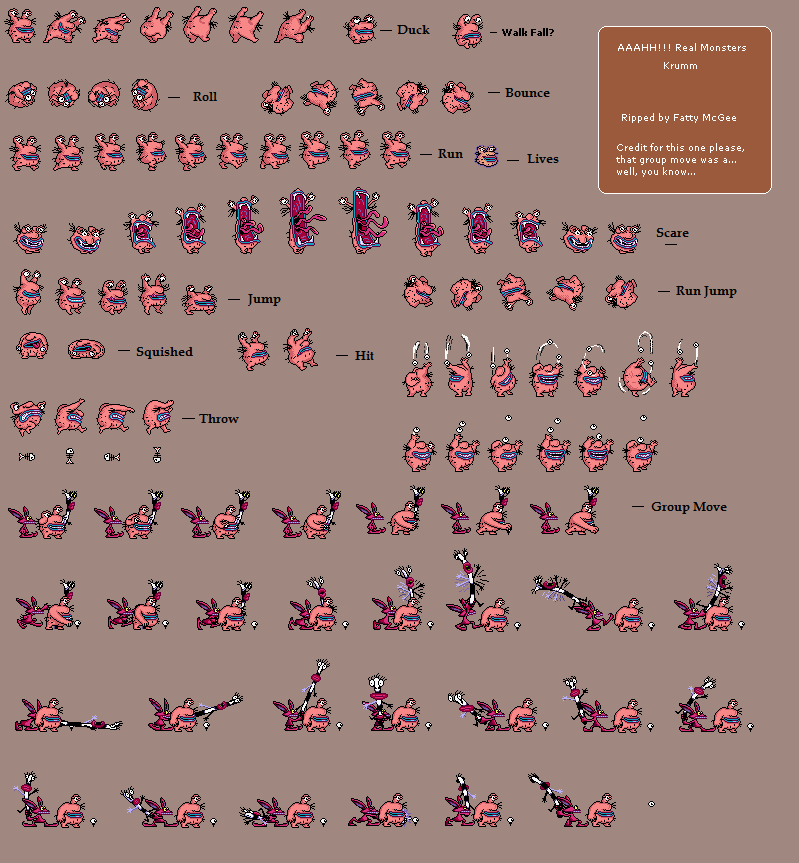 — Duck
— Walk Fall?
AAAHH!!! Real Monsters
Krumm
Ripped by Fatty McGee
Credit for this one please,
that group move was a...
well, you know...
— Roll
— Bounce
— Run
— Lives
Scare
—
— Jump
— Run Jump
— Squished
— Hit
— Throw
— Group Move